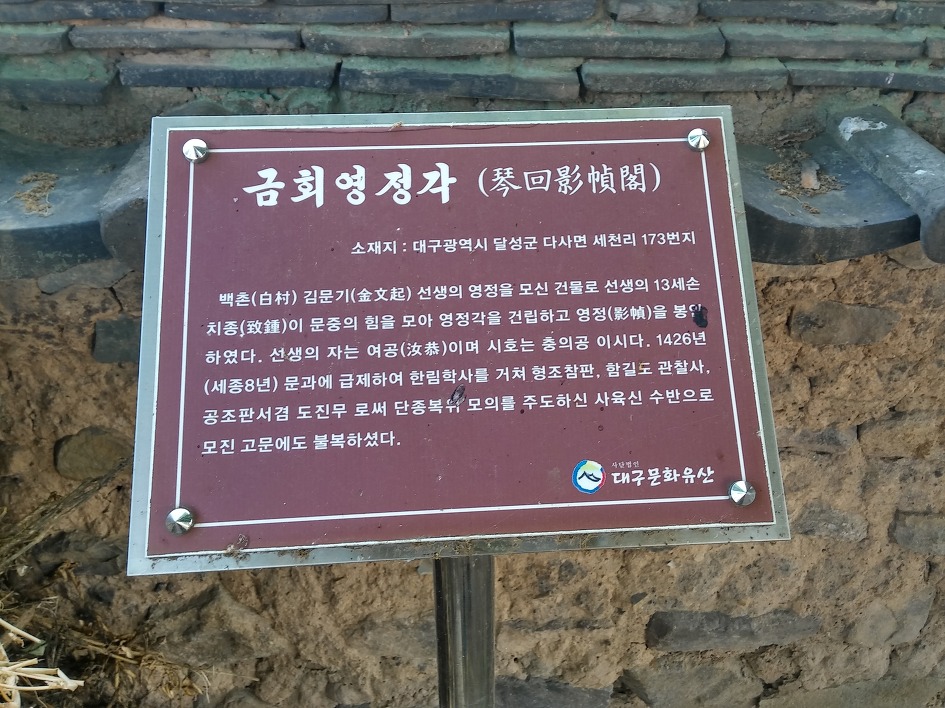 금회영정각 (琴回影幀閣)
소재지 : 대구광역시 달성군 다사면 세천리 173번지
백촌(白村) 김문기(金文起) 선생의 영정을 모신 건물로 선생의 13세손
치종(致鍾)이 문중의 힘을 모아 영정각을 건립하고 영정(影幀)을 봉안
하였다. 선생의 자는 여공(汝恭)이며 시호는 충의공 이시다. 1426년
(세종8년) 문과에 급제하여 한림학사를 거쳐 형조참판, 함길도 관찰사,
공조판서겸 도진무 로써 단종복위 모의를 주도하신 사육신 수반으로
모진 고문에도 불복하셨다.
사단법인
대구문화유산